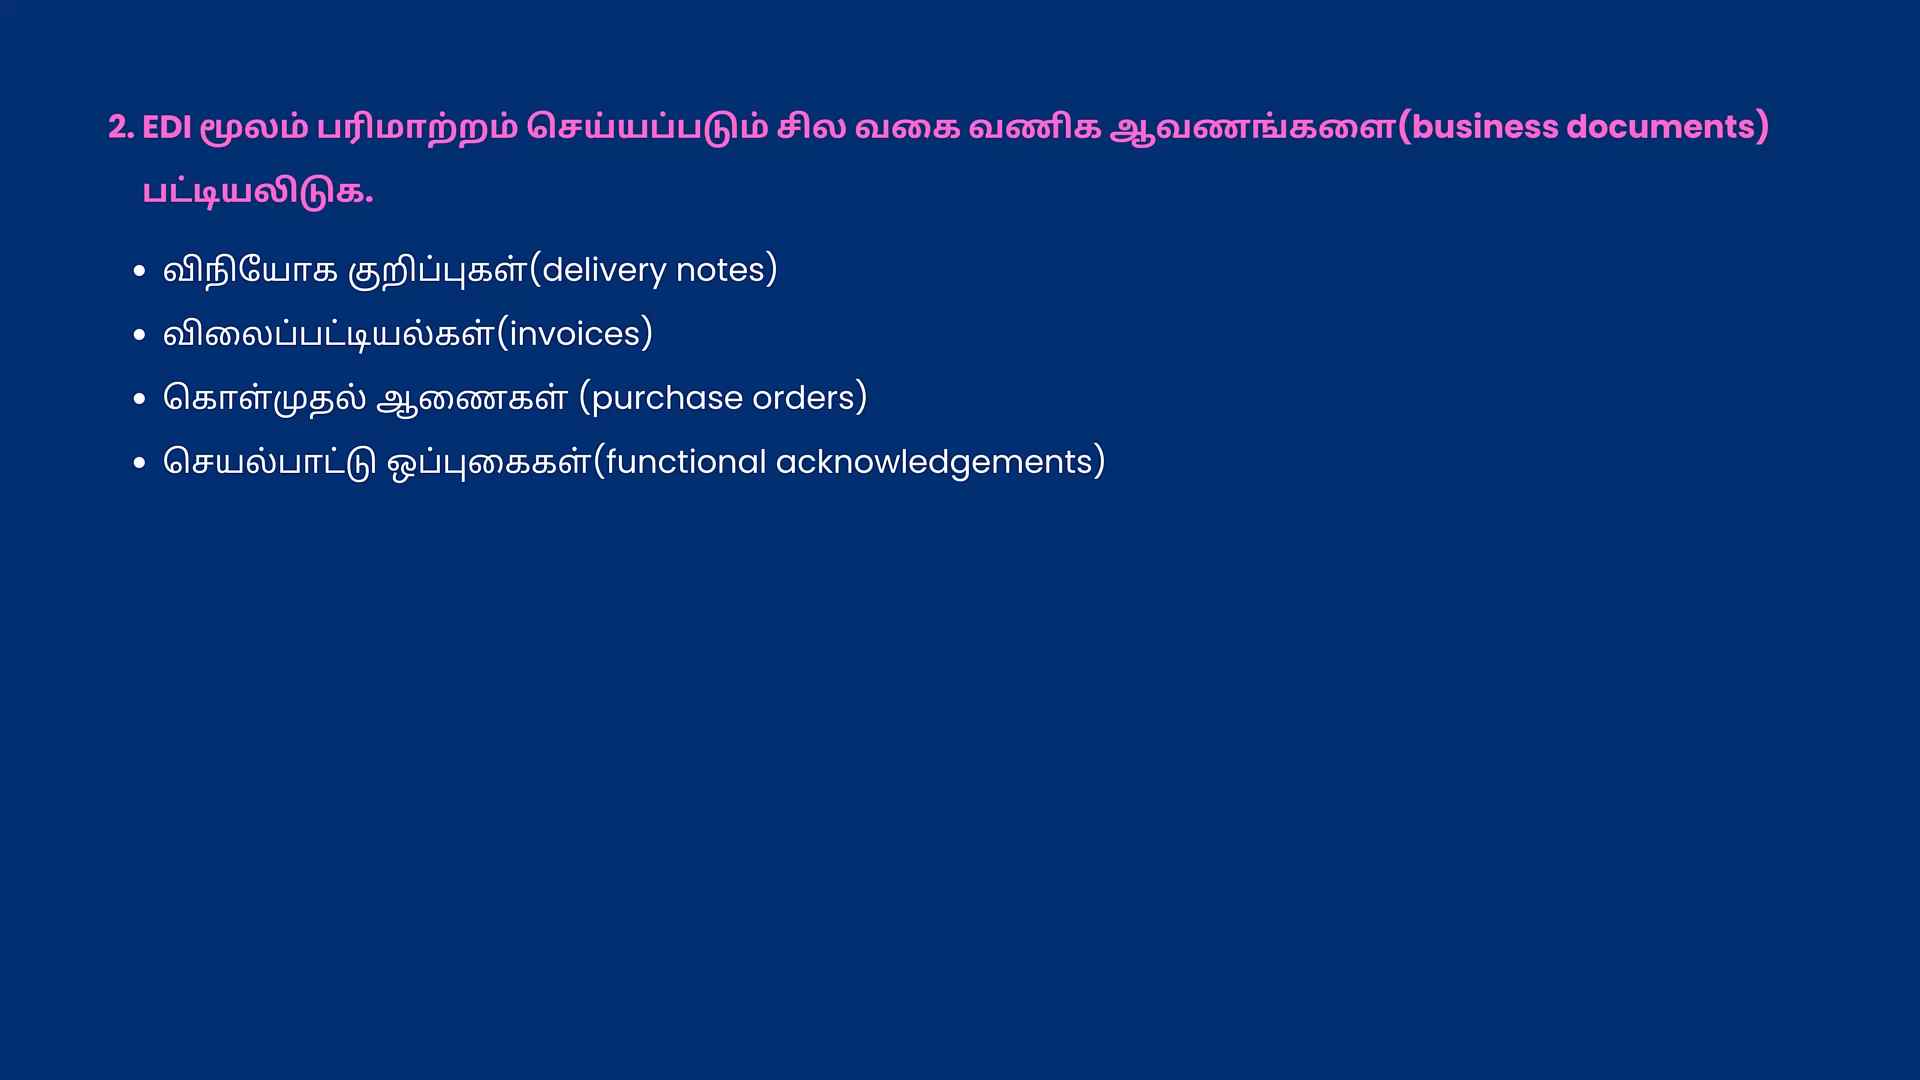 2. EDI மூலம் பரிமாற்றம் செய்யப்படும் சில வகை வணிக ஆவணங்களை(business documents)
பட்டியலிடுக.
• விநியோக குறிப்புகள்(delivery notes)
• விலைப்பட்டியல்கள்(invoices)
• கொள்முதல் ஆணைகள் (purchase orders)
• செயல்பாட்டு ஒப்புகைகள்(functional acknowledgements)